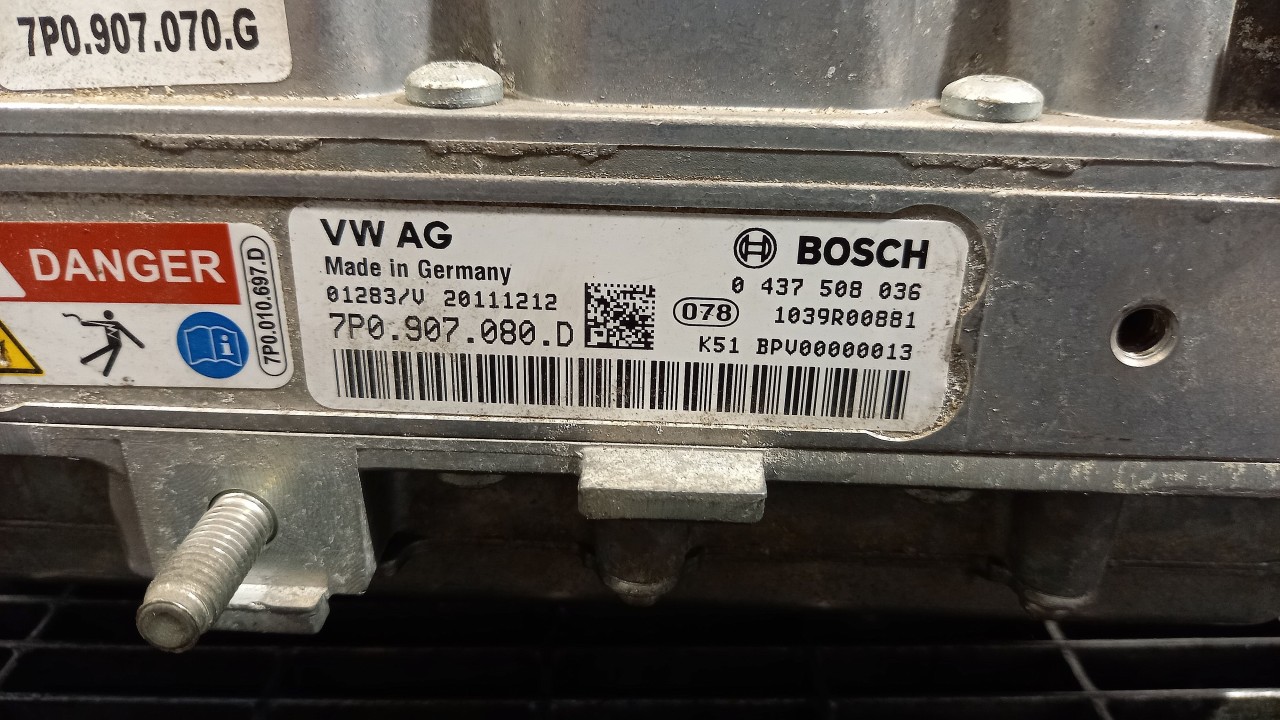 7P0.907.070.G
DANGER
7P0.010.697.D
VW AG
Made in Germany
01283/V 20111212
7P0.907.080.D
BOSCH
0 437 508 036
078
1039R00881
K51 BPV00000013